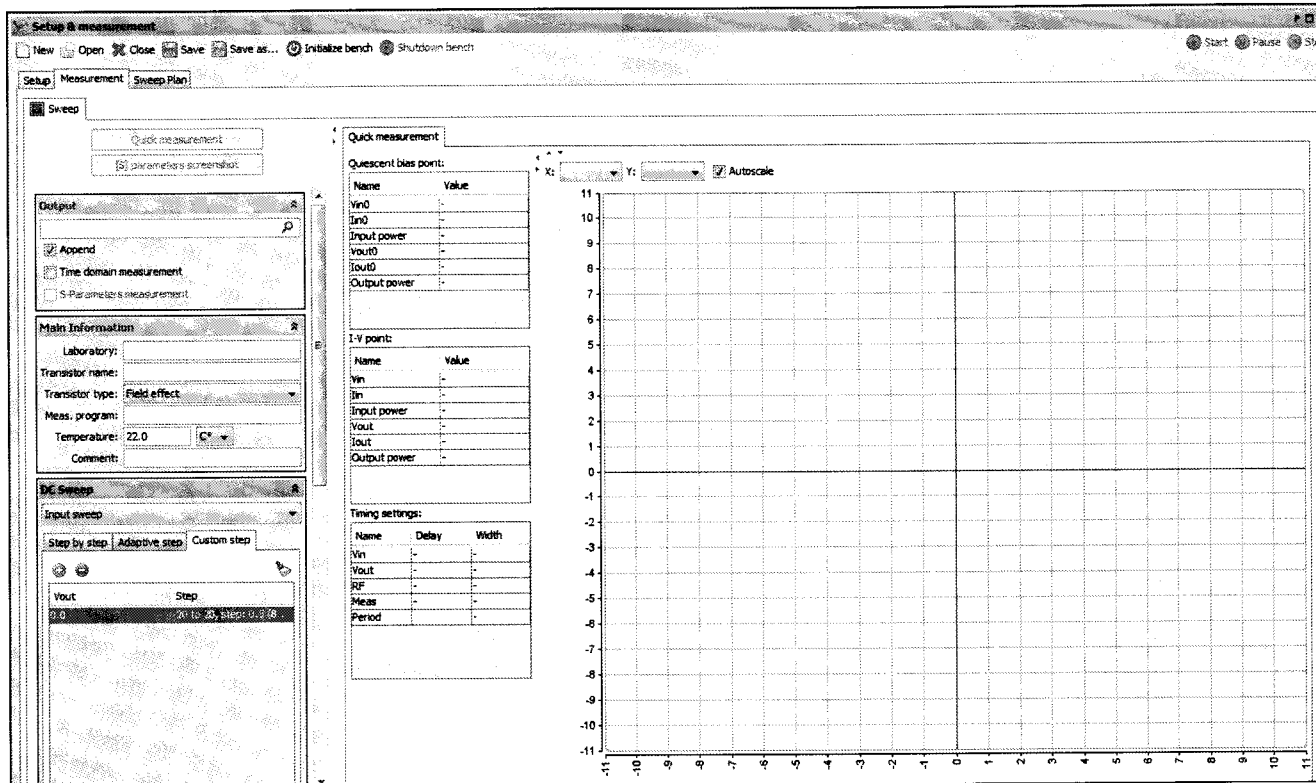 Setup & measurement
New Open Close Save Save as... Initialize bench Shutdown bench
Start Pause
Setup Measurement Sweep Plan
Sweep
Quick measurement
[S] parameters screenshot
Output
Append
Time domain measurement
S-Parameters measurement
Main Information
Laboratory:
Transistor name:
Transistor type: Field effect
Meas. program:
Temperature: 22.0 C°
Comment:
DC Sweep
Input sweep
Step by step Adaptive step Custom step
Vout Step
0.0
Quick measurement
Quiescent bias point:
Name Value
Vin0 -
Iin0 -
Input power -
Vout0 -
Iout0 -
Output power -
I-V point:
Name Value
Vin -
Iin -
Input power -
Vout -
Iout -
Output power -
Timing settings:
Name Delay Width
Vin - -
Vout - -
RF - -
Meas - -
Period -
X: Y: Autoscale
11
10
9
8
7
6
5
4
3
2
1
0
-1
-2
-3
-4
-5
-6
-7
-8
-9
-10
-11
-11 -10 -9 -8 -7 -6 -5 -4 -3 -2 -1 0 1 2 3 4 5 6 7 8 9 10 11